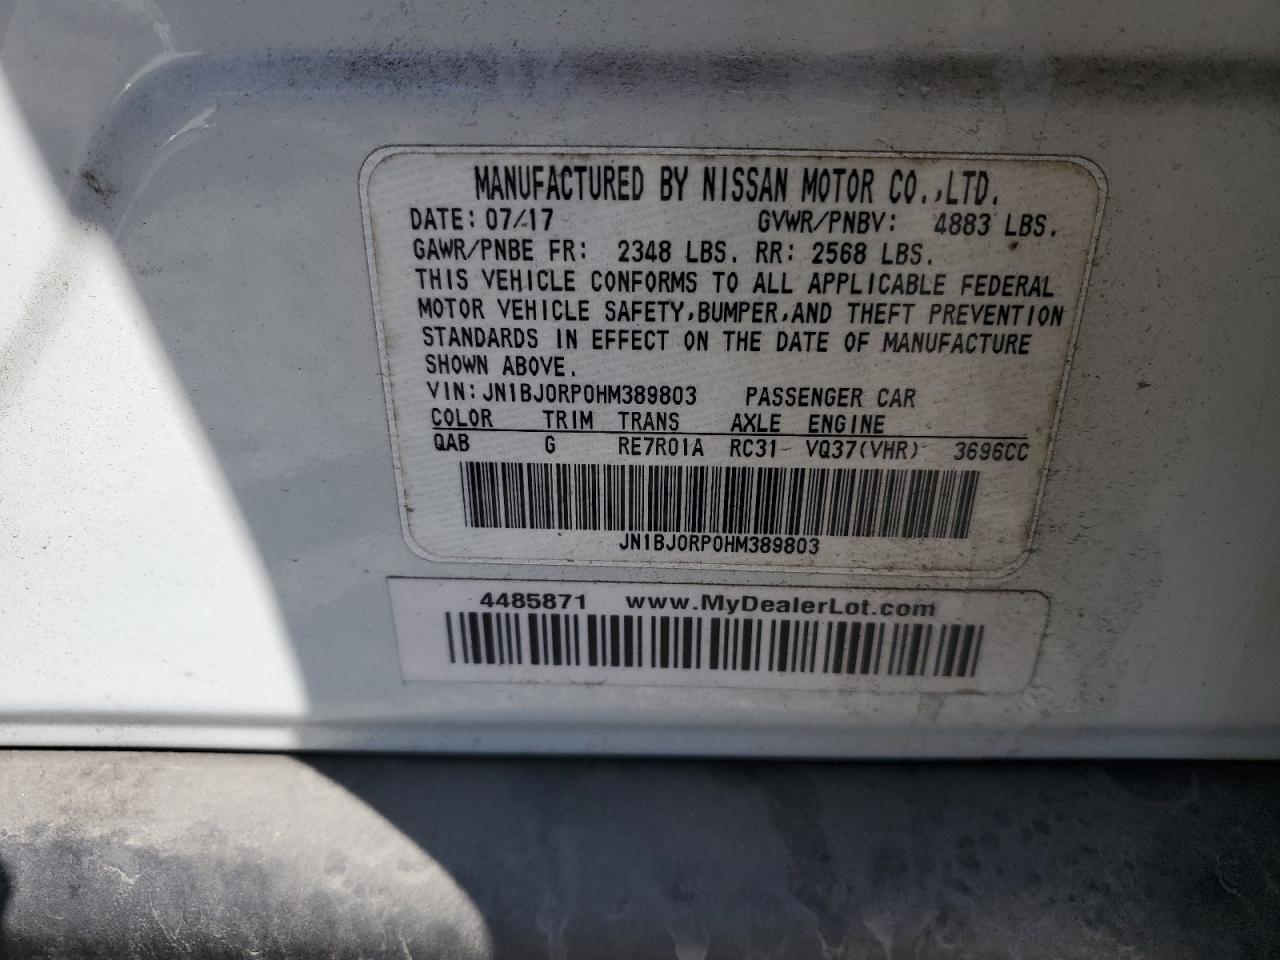 MANUFACTURED BY NISSAN MOTOR CO.,LTD.
DATE: 07/17 GVWR/PNBV: 4883 LBS.
GAWR/PNBE FR: 2348 LBS. RR: 2568 LBS.
THIS VEHICLE CONFORMS TO ALL APPLICABLE FEDERAL
MOTOR VEHICLE SAFETY,BUMPER,AND THEFT PREVENTION
STANDARDS IN EFFECT ON THE DATE OF MANUFACTURE
SHOWN ABOVE.
VIN:JN1BJ0RP0HM389803 PASSENGER CAR
COLOR TRIM TRANS AXLE ENGINE
QAB G RE7R01A RC31 VQ37(VHR) 3696CC
JN1BJ0RP0HM389803
4485871 www.MyDealerLot.com